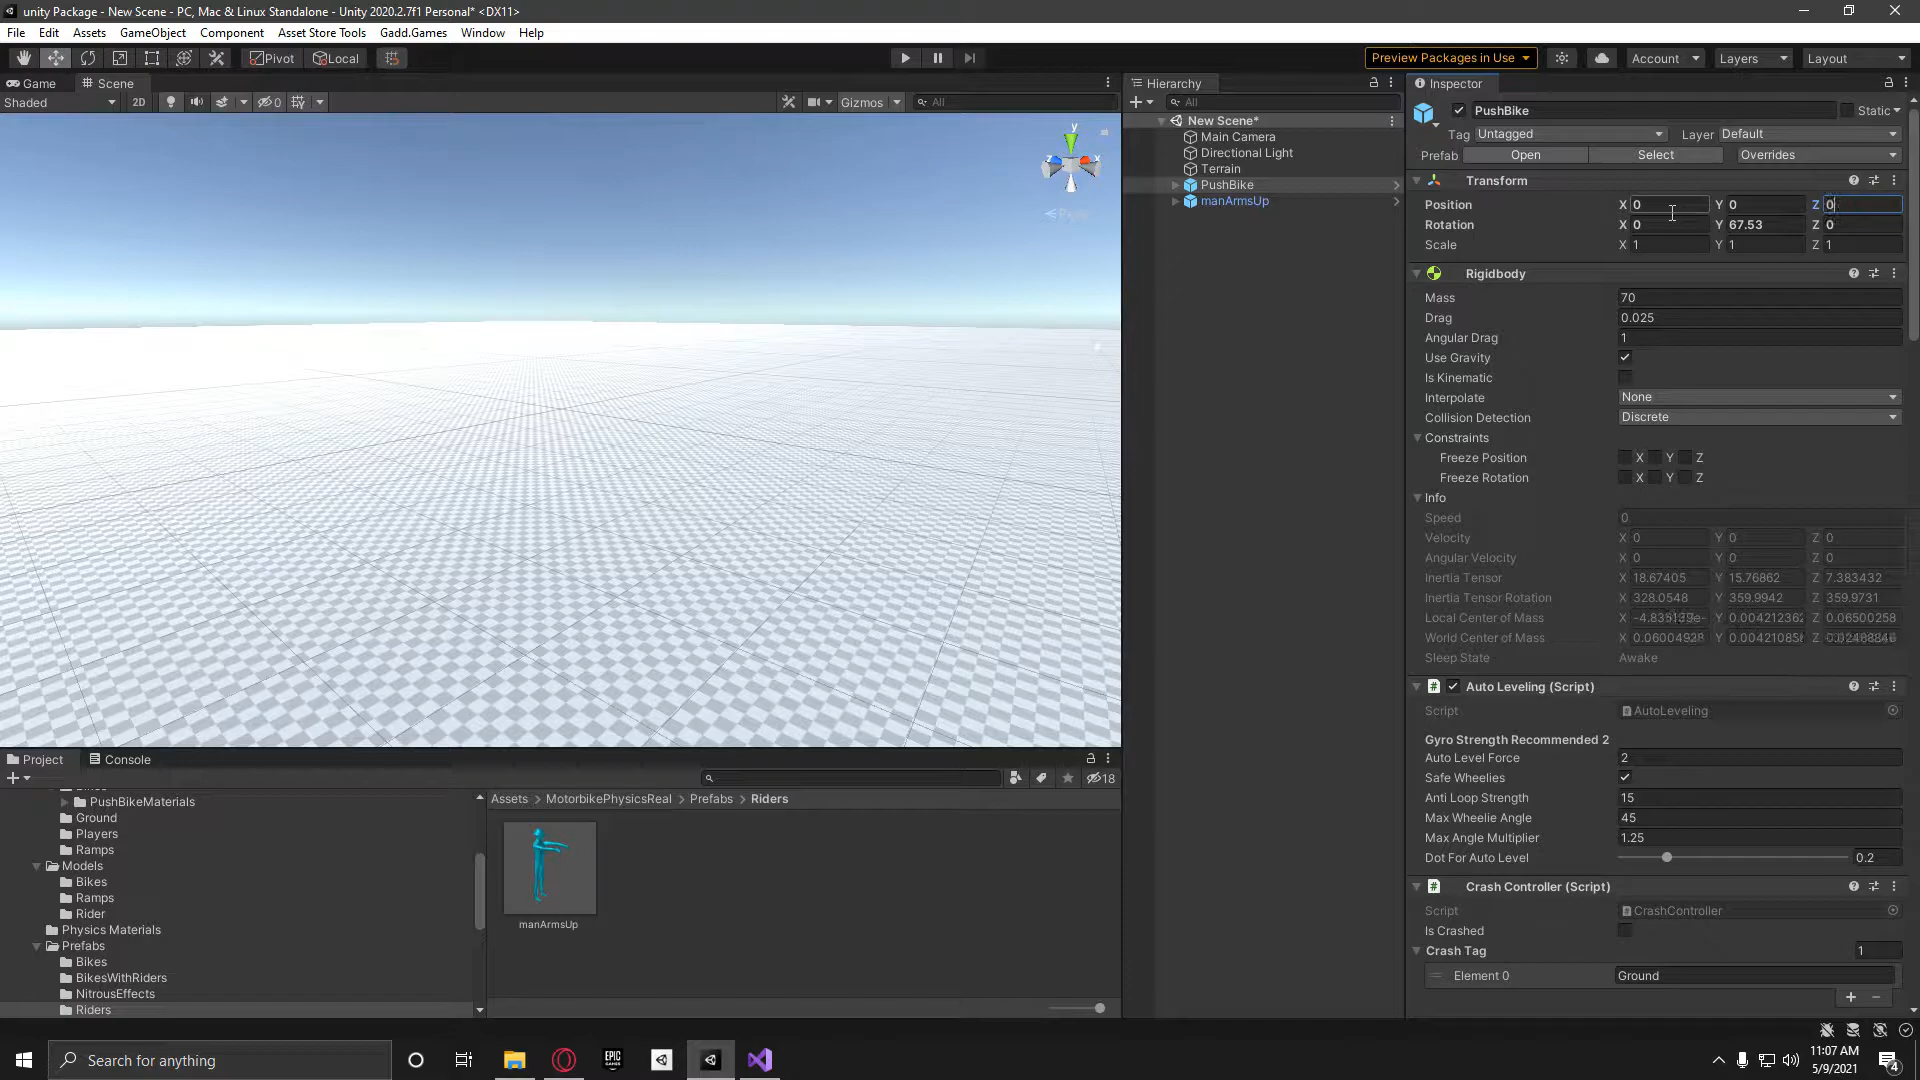 unity Package - New Scene - PC, Mac & Linux Standalone - Unity 2020.2.7f1 Personal* <DX11>
File Edit Assets GameObject Component Asset Store Tools Gadd.Games Window Help
Pivot Local Preview Packages in Use Account Layers Layout
Game Scene Hierarchy Inspector
Shaded 2D 0 Gizmos All All
PushBike Static
Tag Untagged Layer Default
Prefab Open Select Overrides
New Scene*
Main Camera
Directional Light
Terrain
PushBike
manArmsUp
y
z x
Transform
Position X 0 Y 0 Z 0
Rotation X 0 Y 67.53 Z 0
Scale X 1 Y 1 Z 1
Rigidbody
Mass 70
Drag 0.025
Angular Drag 1
Use Gravity
Is Kinematic
Interpolate None
Collision Detection Discrete
Constraints
Freeze Position X Y Z
Freeze Rotation X Y Z
Info
Speed 0
Velocity X 0 Y 0 Z 0
Angular Velocity X 0 Y 0 Z 0
Inertia Tensor X 18.67405 Y 15.76862 Z 7.383432
Inertia Tensor Rotation X 328.0548 Y 359.9942 Z 359.9731
Local Center of Mass X Y 0.004212362 Z 0.06500258
World Center of Mass X Y Z
Sleep State Awake
Auto Leveling (Script)
Script AutoLeveling
Gyro Strength Recommended 2
Auto Level Force 2
Safe Wheelies
Anti Loop Strength 15
Max Wheelie Angle 45
Max Angle Multiplier 1.25
Dot For Auto Level 0.2
Crash Controller (Script)
Script CrashController
Is Crashed
Crash Tag 1
Element 0 Ground
Project Console
18
PushBikeMaterials
Ground
Players
Ramps
Models
Bikes
Ramps
Rider
Physics Materials
Prefabs
Bikes
BikesWithRiders
NitrousEffects
Riders
Assets > MotorbikePhysicsReal > Prefabs > Riders
manArmsUp
Search for anything
EPIC GAMES
11:07 AM
5/9/2021
4